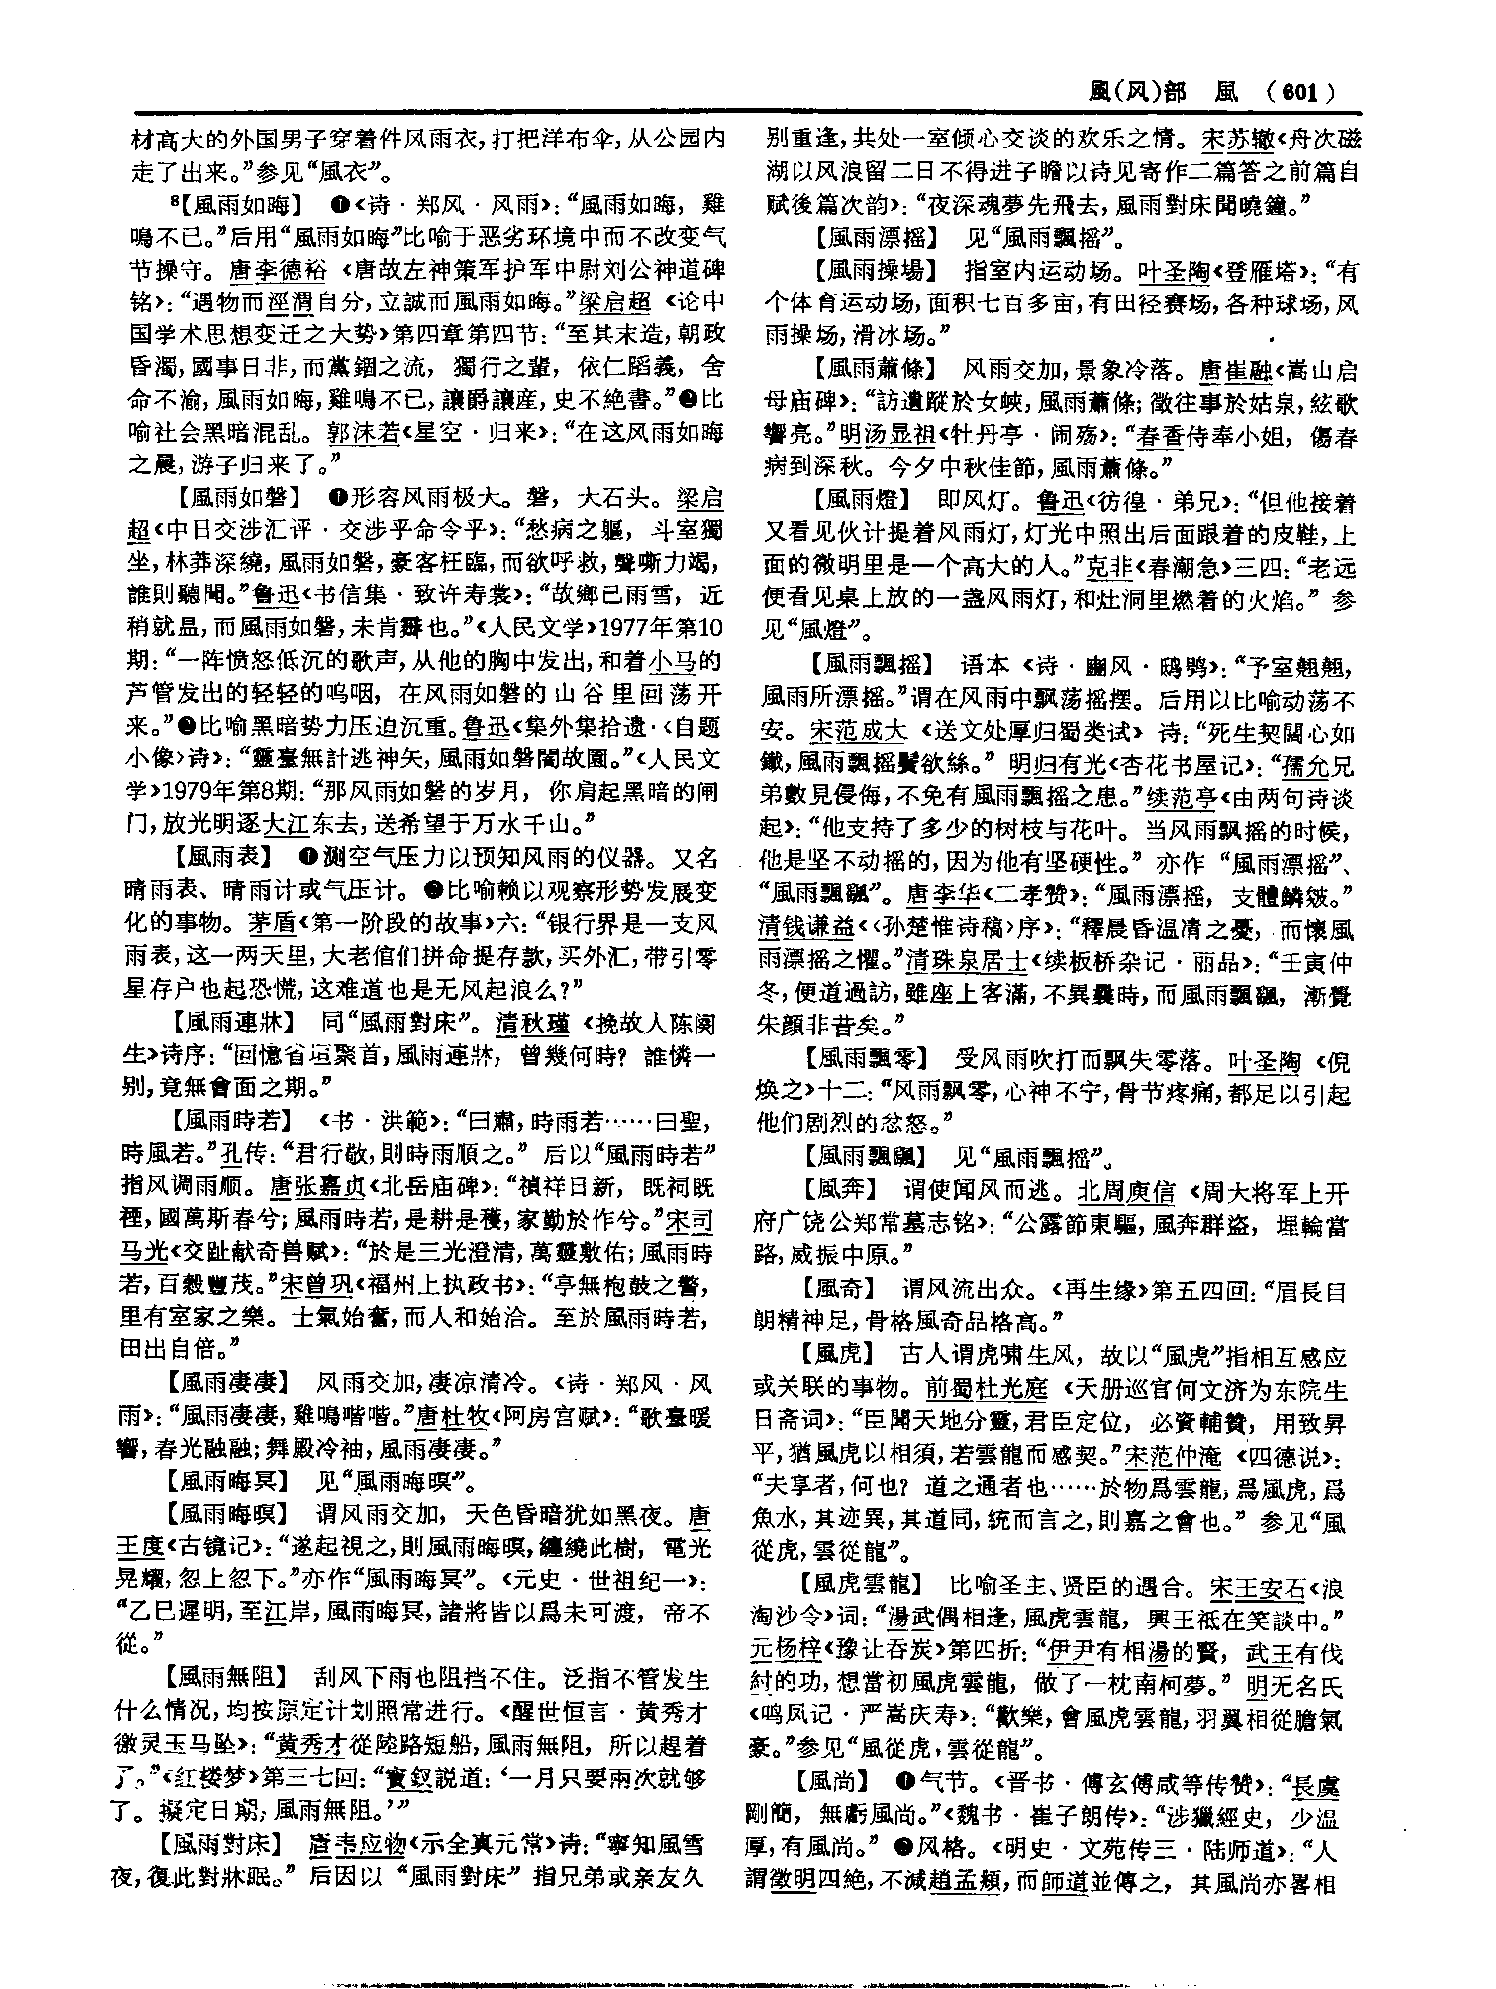 風(风)部 風 (601)
材高大的外国男子穿着件风雨衣,打把洋布伞,从公园内
走了出来。”参见“風衣”。
⁸【風雨如晦】 ❶《诗·郑风·风雨》:“風雨如晦，雞
鳴不已。”后用“風雨如晦”比喻于恶劣环境中而不改变气
节操守。唐李德裕《唐故左神策军护军中尉刘公神道碑
铭》:“遇物而涇渭自分,立誠而風雨如晦。”梁启超《论中
国学术思想变迁之大势》第四章第四节:“至其末造,朝政
昏濁,國事日非,而黨錮之流，獨行之輩，依仁蹈義，舍
命不渝,風雨如晦,雞鳴不已,讓爵讓産,史不絶書。”❷比
喻社会黑暗混乱。郭沫若《星空·归来》:“在这风雨如晦
之晨,游子归来了。”
【風雨如磐】 ❶形容风雨极大。磐，大石头。梁启
超《中日交涉汇评·交涉乎命令乎》:“愁病之軀，斗室獨
坐,林莽深繞,風雨如磐,豪客枉臨,而欲呼救,聲嘶力竭,
誰則聽聞。”鲁迅《书信集·致许寿裳》:“故鄉已雨雪，近
稍就昷,而風雨如磐,未肯霽也。”《人民文学》1977年第10
期:“一阵愤怒低沉的歌声,从他的胸中发出,和着小马的
芦管发出的轻轻的呜咽，在风雨如磐的山谷里回荡开
来。”❷比喻黑暗势力压迫沉重。鲁迅《集外集拾遗·〈自题
小像〉诗》:“靈臺無計逃神矢,風雨如磐闇故園。”《人民文
学》1979年第8期:“那风雨如磐的岁月，你肩起黑暗的闸
门,放光明逐大江东去,送希望于万水千山。”
【風雨表】 ❶测空气压力以预知风雨的仪器。又名
晴雨表、晴雨计或气压计。❷比喻赖以观察形势发展变
化的事物。茅盾《第一阶段的故事》六:“银行界是一支风
雨表,这一两天里,大老倌们拼命提存款,买外汇,带引零
星存户也起恐慌,这难道也是无风起浪么?”
【風雨連牀】 同“風雨對床”。清秋瑾《挽故人陈阕
生》诗序:“回憶省垣聚首,風雨連牀，曾幾何時?誰憐一
别,竟無會面之期。”
【風雨時若】 《书·洪範》:“曰肅,時雨若……曰聖,
時風若。”孔传:“君行敬,則時雨順之。”后以“風雨時若”
指风调雨顺。唐张嘉贞《北岳庙碑》:“禎祥日新，既祠既
禋,國萬斯春兮;風雨時若,是耕是穫,家勤於作兮。”宋司
马光《交趾献奇兽赋》:“於是三光澄清,萬靈敷佑;風雨時
若,百穀豐茂。”宋曾巩《福州上执政书》:“亭無枹鼓之警，
里有室家之樂。士氣始奮,而人和始洽。至於風雨時若,
田出自倍。”
【風雨凄凄】 风雨交加,凄凉清冷。《诗·郑风·风
雨》:“風雨凄凄,雞鳴喈喈。”唐杜牧《阿房宫赋》:“歌臺暖
響,春光融融;舞殿冷袖,風雨凄凄。”
【風雨晦冥】 见“風雨晦暝”。
【風雨晦暝】 谓风雨交加，天色昏暗犹如黑夜。唐
王度《古镜记》:“遂起視之,則風雨晦暝,纏繞此樹，電光
晃耀,忽上忽下。”亦作“風雨晦冥”。《元史·世祖纪一》:
“乙巳遲明,至江岸,風雨晦冥,諸將皆以爲未可渡，帝不
從。”
【風雨無阻】 刮风下雨也阻挡不住。泛指不管发生
什么情况,均按原定计划照常进行。《醒世恒言·黄秀才
徼灵玉马坠》:“黄秀才從陸路短船,風雨無阻，所以趕着
了。”《红楼梦》第三七回:“寶釵説道:‘一月只要兩次就够
了。擬定日期,風雨無阻。’”
【風雨對床】 唐韦应物《示全真元常》诗:“寧知風雪
夜,復此對牀眠。”后因以“風雨對床”指兄弟或亲友久
别重逢,共处一室倾心交谈的欢乐之情。宋苏辙《舟次磁
湖以风浪留二日不得进子瞻以诗见寄作二篇答之前篇自
赋後篇次韵》:“夜深魂夢先飛去,風雨對床聞曉鐘。”
【風雨漂摇】 见“風雨飄摇”。
【風雨操場】 指室内运动场。叶圣陶《登雁塔》:“有
个体育运动场,面积七百多亩,有田径赛场,各种球场,风
雨操场,滑冰场。”
【風雨蕭條】 风雨交加,景象冷落。唐崔融《嵩山启
母庙碑》:“訪遺蹤於女峽,風雨蕭條;徵往事於姑泉,絃歌
響亮。”明汤显祖《牡丹亭·闹殇》:“春香侍奉小姐，傷春
病到深秋。今夕中秋佳節,風雨蕭條。”
【風雨燈】 即风灯。鲁迅《彷徨·弟兄》:“但他接着
又看见伙计提着风雨灯,灯光中照出后面跟着的皮鞋,上
面的微明里是一个高大的人。”克非《春潮急》三四:“老远
便看见桌上放的一盏风雨灯,和灶洞里燃着的火焰。”参
见“風燈”。
【風雨飄摇】 语本《诗·豳风·鸱鸮》:“予室翹翹,
風雨所漂摇。”谓在风雨中飘荡摇摆。后用以比喻动荡不
安。宋范成大《送文处厚归蜀类试》诗:“死生契闊心如
鐵,風雨飄摇鬢欲絲。”明归有光《杏花书屋记》:“孺允兄
弟數見侵侮,不免有風雨飄摇之患。”续范亭《由两句诗谈
起》:“他支持了多少的树枝与花叶。当风雨飘摇的时候,
他是坚不动摇的,因为他有坚硬性。”亦作“風雨漂摇”、
“風雨飄颻”。唐李华《二孝赞》:“風雨漂摇，支體鱗皴。”
清钱谦益《〈孙楚惟诗稿〉序》:“釋晨昏温凊之憂，而懷風
雨漂摇之懼。”清珠泉居士《续板桥杂记·丽品》:“壬寅仲
冬,便道過訪,雖座上客滿,不異曩時,而風雨飄颻，漸覺
朱顔非昔矣。”
【風雨飄零】 受风雨吹打而飘失零落。叶圣陶《倪
焕之》十二:“风雨飘零,心神不宁,骨节疼痛,都足以引起
他们剧烈的忿怒。”
【風雨飄颻】 见“風雨飄摇”。
【風奔】 谓使闻风而逃。北周庾信《周大将军上开
府广饶公郑常墓志铭》:“公露節東驅,風奔群盗，埋輪當
路,威振中原。”
【風奇】 谓风流出众。《再生缘》第五四回:“眉長目
朗精神足,骨格風奇品格高。”
【風虎】 古人谓虎啸生风，故以“風虎”指相互感应
或关联的事物。前蜀杜光庭《天册巡官何文济为东院生
日斋词》:“臣聞天地分靈,君臣定位，必資輔贊，用致昇
平,猶風虎以相須,若雲龍而感契。”宋范仲淹《四德说》:
“夫享者,何也?道之通者也……於物爲雲龍,爲風虎,爲
魚水,其迹異,其道同,統而言之,則嘉之會也。”参见“風
從虎,雲從龍”。
【風虎雲龍】 比喻圣主、贤臣的遇合。宋王安石《浪
淘沙令》词:“湯武偶相逢,風虎雲龍，興王衹在笑談中。”
元杨梓《豫让吞炭》第四折:“伊尹有相湯的賢，武王有伐
紂的功,想當初風虎雲龍，做了一枕南柯夢。”明无名氏
《鸣凤记·严嵩庆寿》:“歡樂,會風虎雲龍,羽翼相從膽氣
豪。”参见“風從虎,雲從龍”。
【風尚】 ❶气节。《晋书·傅玄傅咸等传赞》:“長虞
剛簡，無虧風尚。”《魏书·崔子朗传》:“涉獵經史，少温
厚,有風尚。”❷风格。《明史·文苑传三·陆师道》:“人
謂徵明四絶,不減趙孟頫,而師道並傳之，其風尚亦畧相